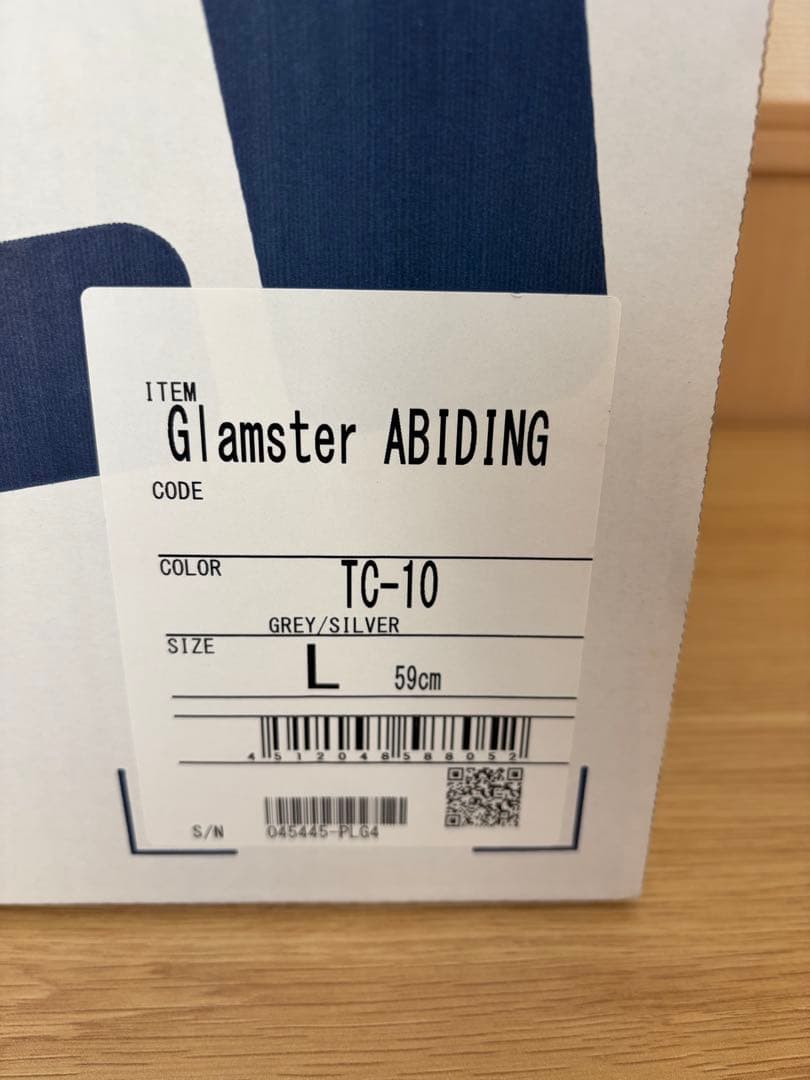 ITEM
Glamster ABIDING
CODE
COLOR
TC-10
GREY/SILVER
SIZE
L 59cm
4512048588052
S/N 045445-PLG4